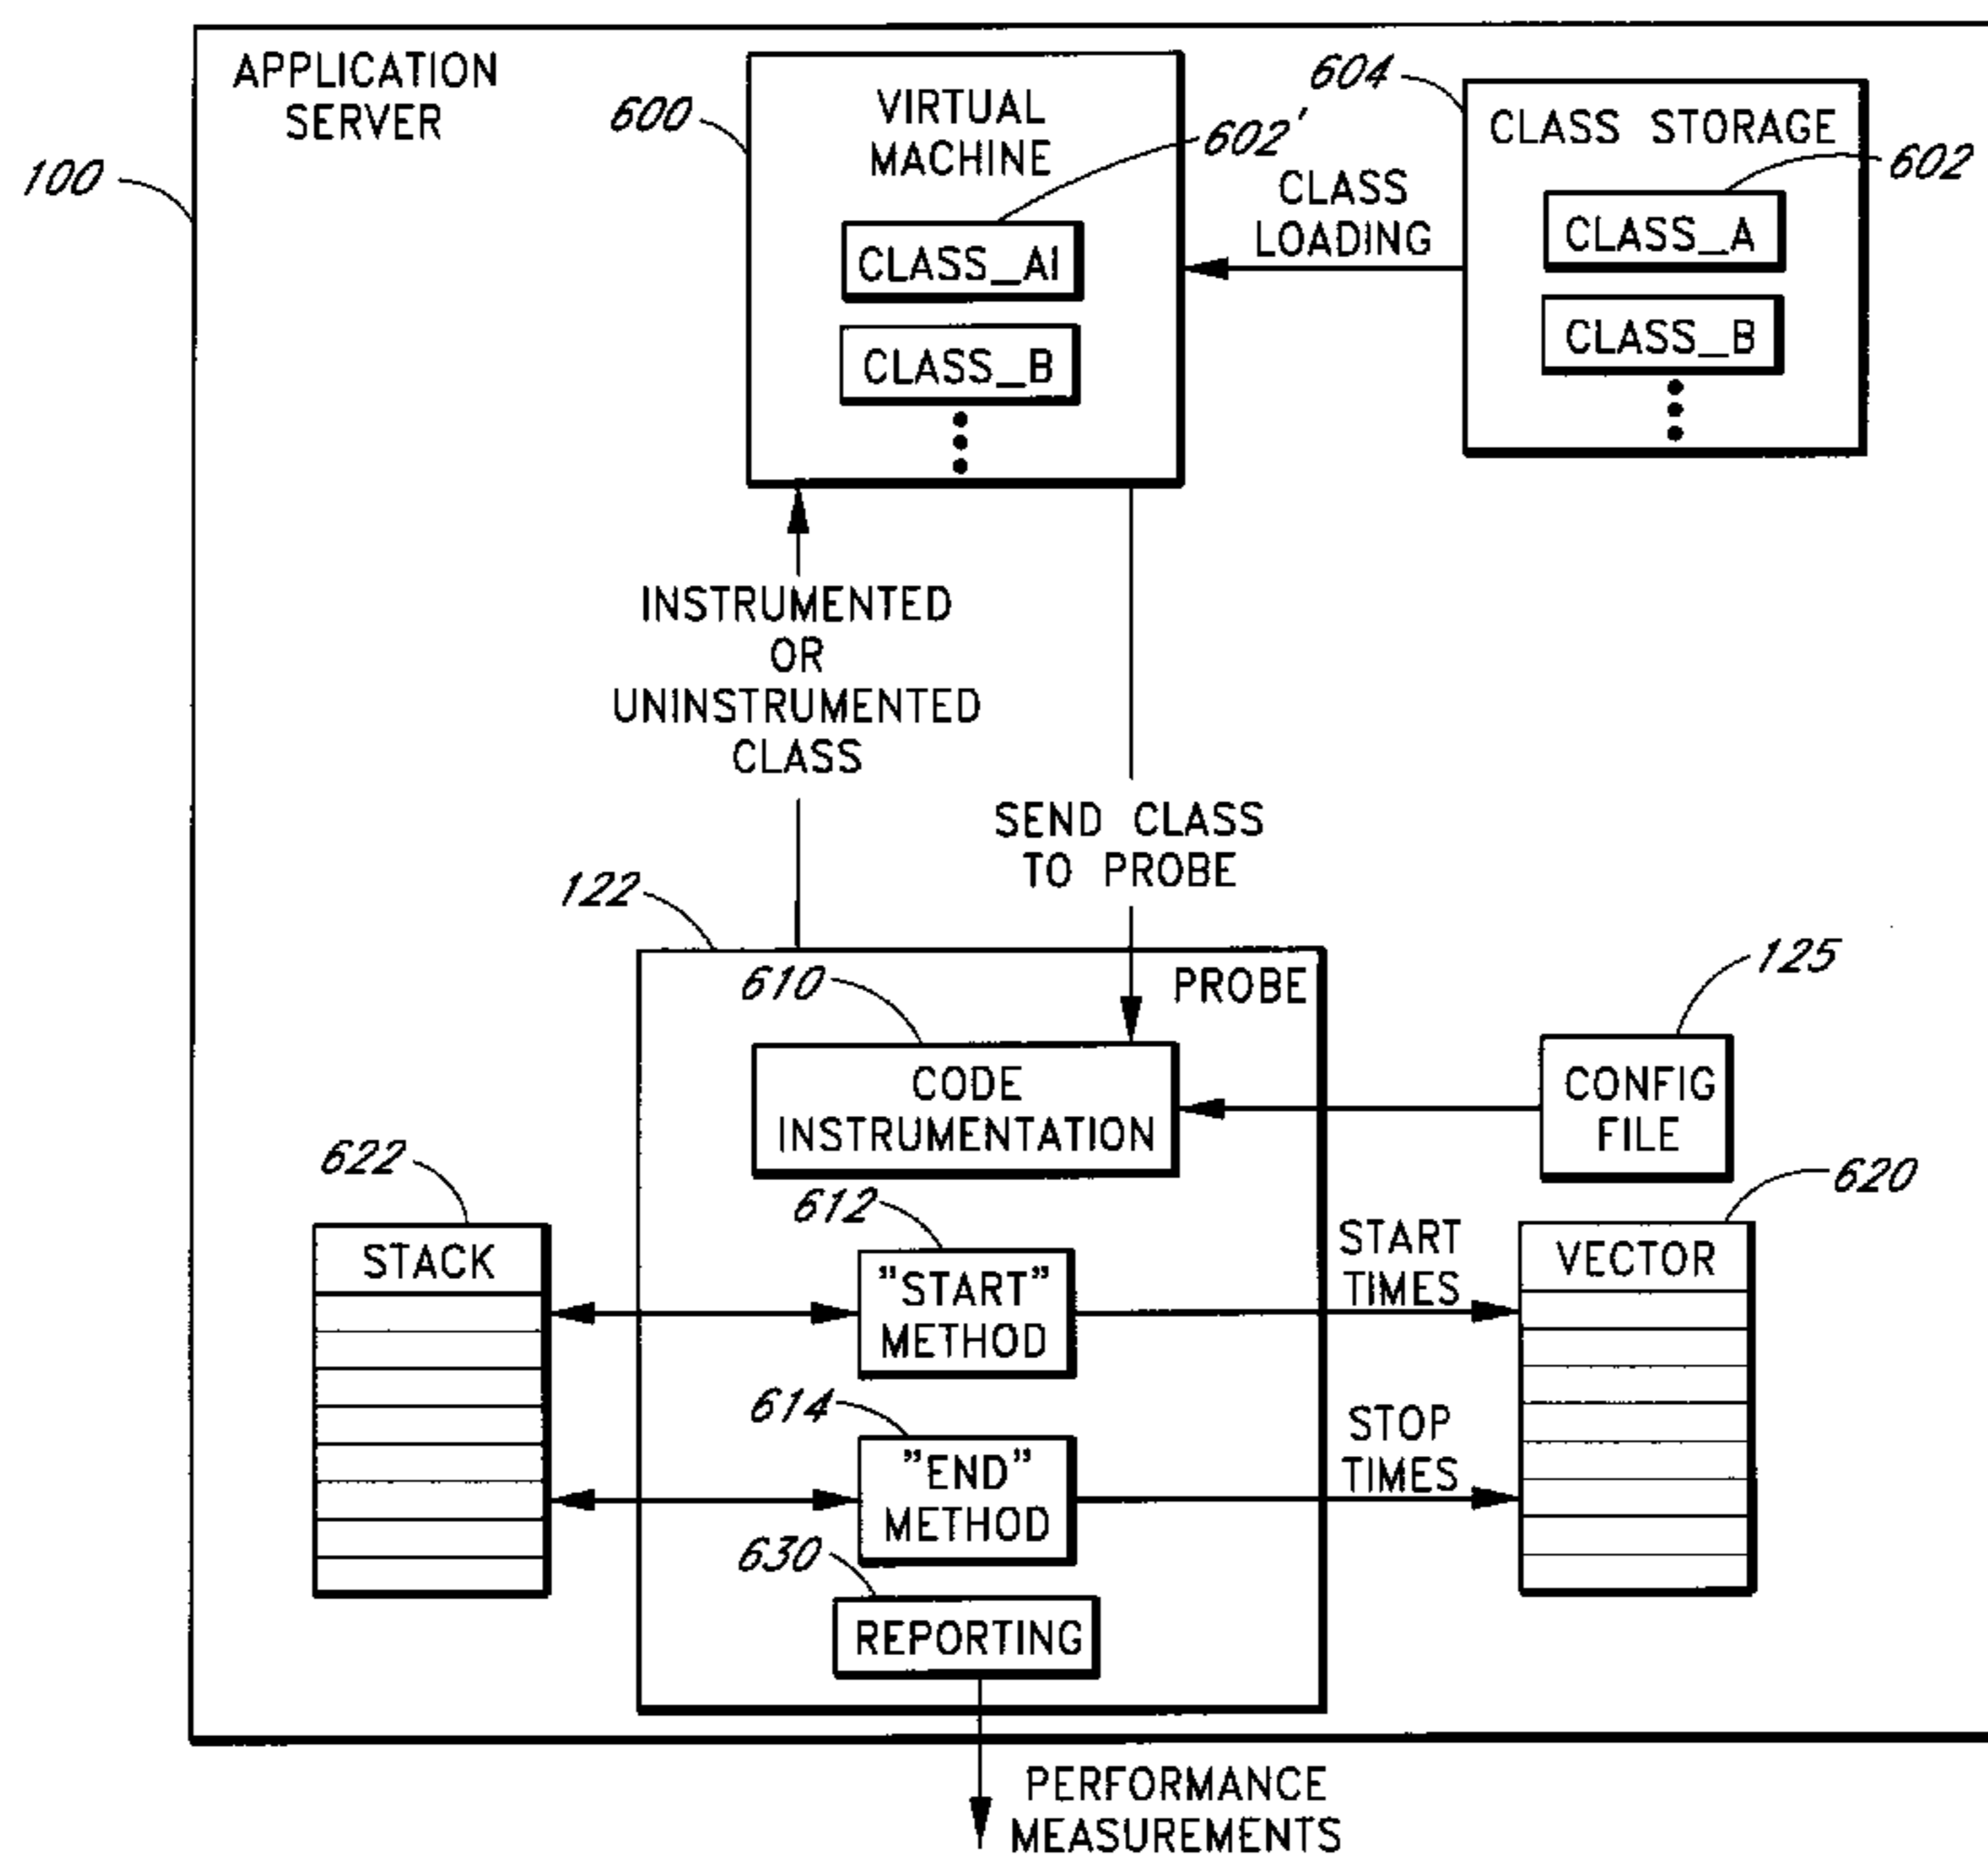 APPLICATION
SERVER
100
600
VIRTUAL
MACHINE
602'
CLASS_AI
CLASS_B
604
CLASS STORAGE
602
CLASS_A
CLASS_B
CLASS
LOADING
INSTRUMENTED
OR
UNINSTRUMENTED
CLASS
SEND CLASS
TO PROBE
122
PROBE
610
CODE
INSTRUMENTATION
125
CONFIG
FILE
622
STACK
612
"START"
METHOD
START
TIMES
620
VECTOR
614
"END"
METHOD
STOP
TIMES
630
REPORTING
PERFORMANCE
MEASUREMENTS